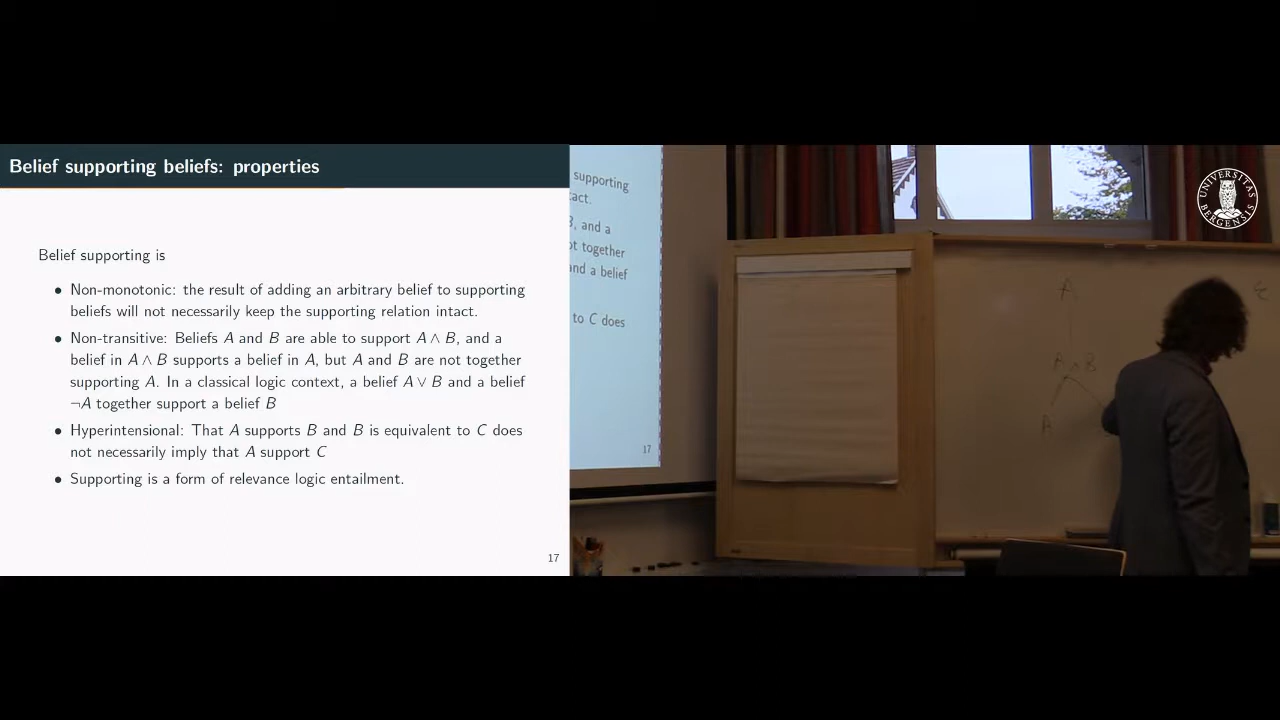 Belief supporting beliefs: properties
Belief supporting is
• Non-monotonic: the result of adding an arbitrary belief to supporting
beliefs will not necessarily keep the supporting relation intact.
• Non-transitive: Beliefs A and B are able to support A ∧ B, and a
belief in A ∧ B supports a belief in A, but A and B are not together
supporting A. In a classical logic context, a belief A ∨ B and a belief
¬A together support a belief B
• Hyperintensional: That A supports B and B is equivalent to C does
not necessarily imply that A support C
• Supporting is a form of relevance logic entailment.
17
supporting
tact.
B, and a
ot together
and a belief
to C does
17
A
A ∧ B
A
UNIVERSITAS
BERGENSIS